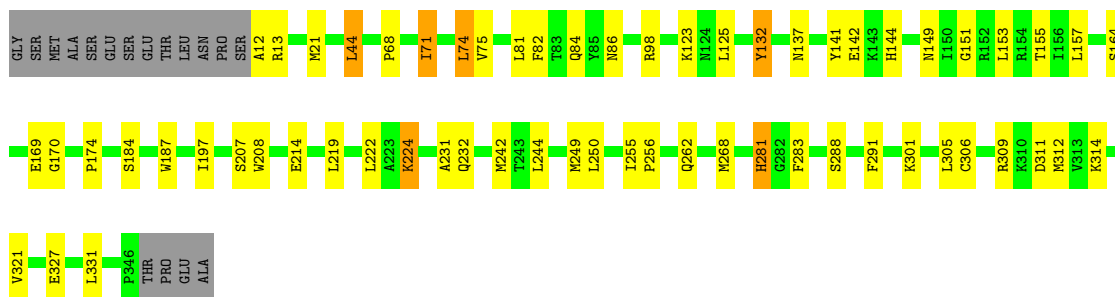 GLY SER MET ALA SER GLU SER GLU THR LEU ASN PRO SER A12 R13 M21 L44 P68 I71 L74 V75 L81 F82 T83 Q84 Y85 N86 R98 K123 N124 L125 Y132 N137 Y141 E142 K143 H144 N149 I150 G151 R152 L153 R154 T155 I156 L157 S164
E169 G170 P174 S184 W187 I197 S207 W208 E214 L219 L222 A223 K224 A231 Q232 M242 T243 L244 M249 L250 I255 P256 Q262 M268 H281 G282 F283 S288 F291 K301 L305 C306 R309 K310 D311 M312 V313 K314
V321 E327 L331 P346 THR PRO GLU ALA